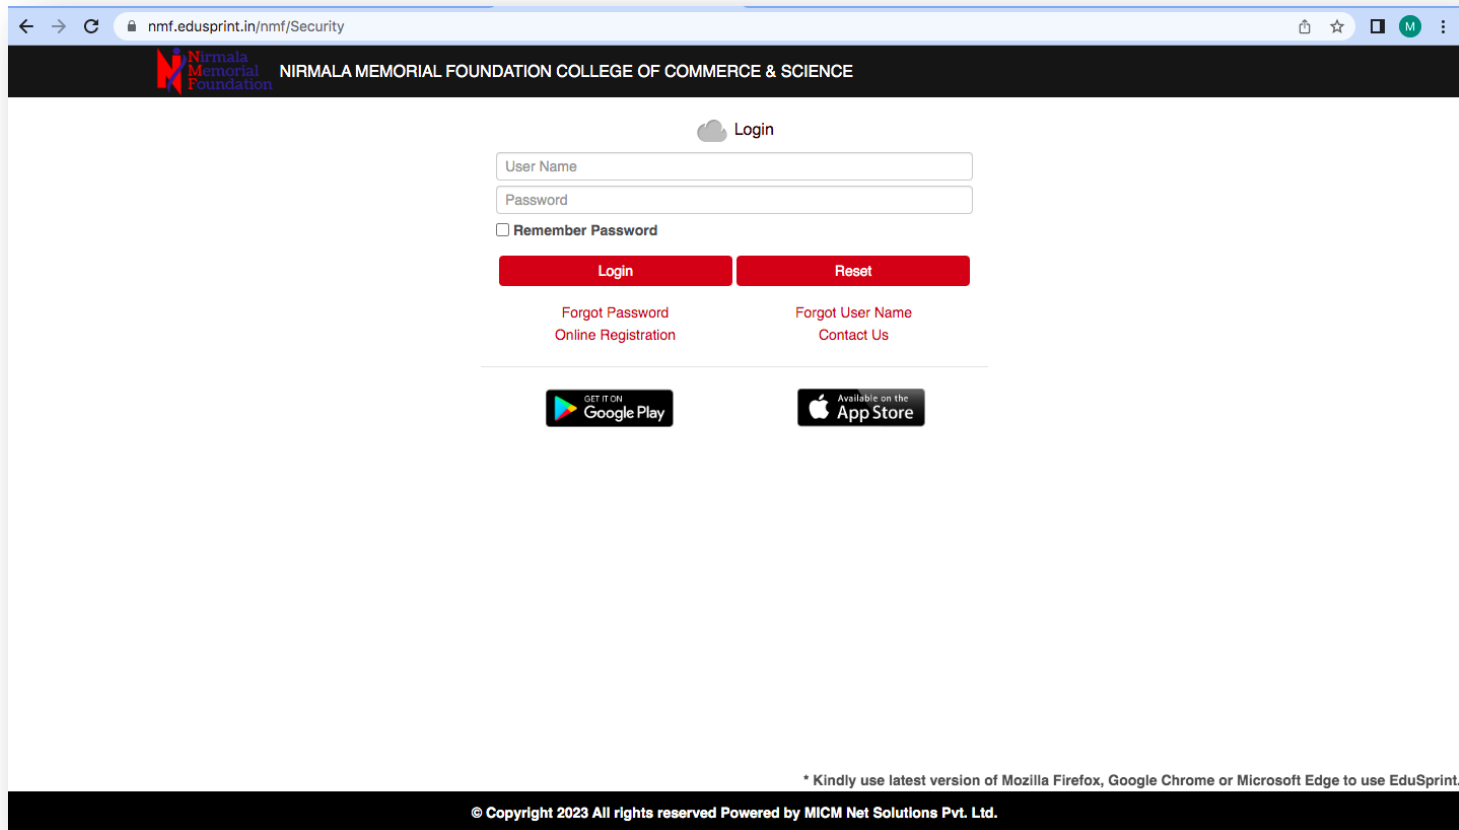 nmf.edusprint.in/nmf/Security
M
Nirmala
Memorial
Foundation
NIRMALA MEMORIAL FOUNDATION COLLEGE OF COMMERCE & SCIENCE
Login
User Name
Password
Remember Password
Login Reset
Forgot Password Forgot User Name
Online Registration Contact Us
GET IT ON
Google Play
Available on the
App Store
* Kindly use latest version of Mozilla Firefox, Google Chrome or Microsoft Edge to use EduSprint.
© Copyright 2023 All rights reserved Powered by MICM Net Solutions Pvt. Ltd.